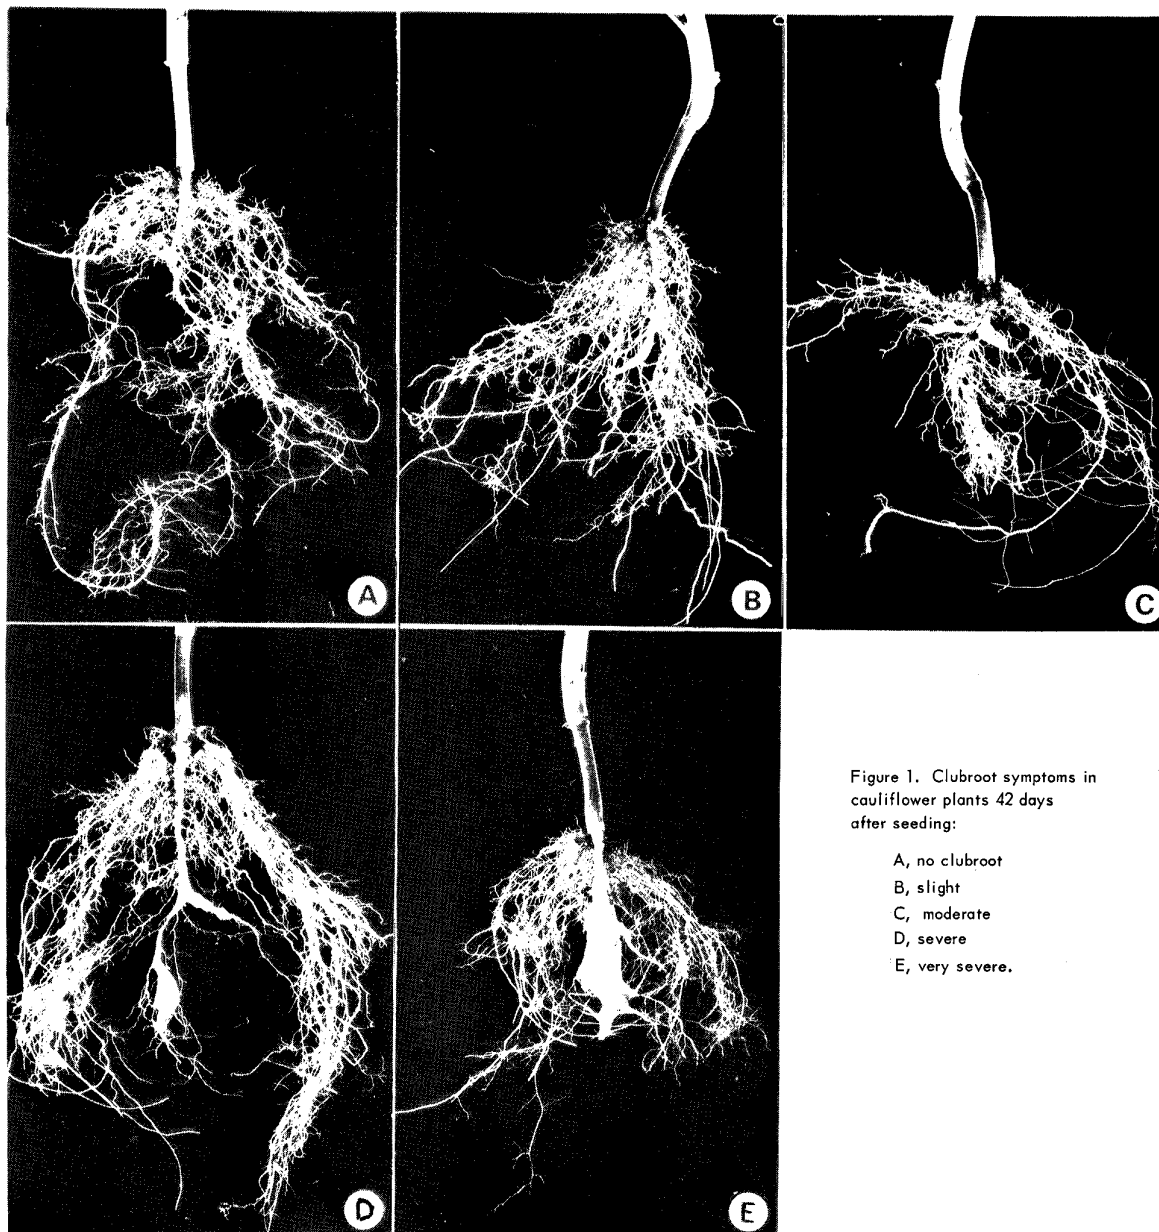 A
B
C
D
E
Figure 1. Clubroot symptoms in
cauliflower plants 42 days
after seeding:
A, no clubroot
B, slight
C, moderate
D, severe
E, very severe.